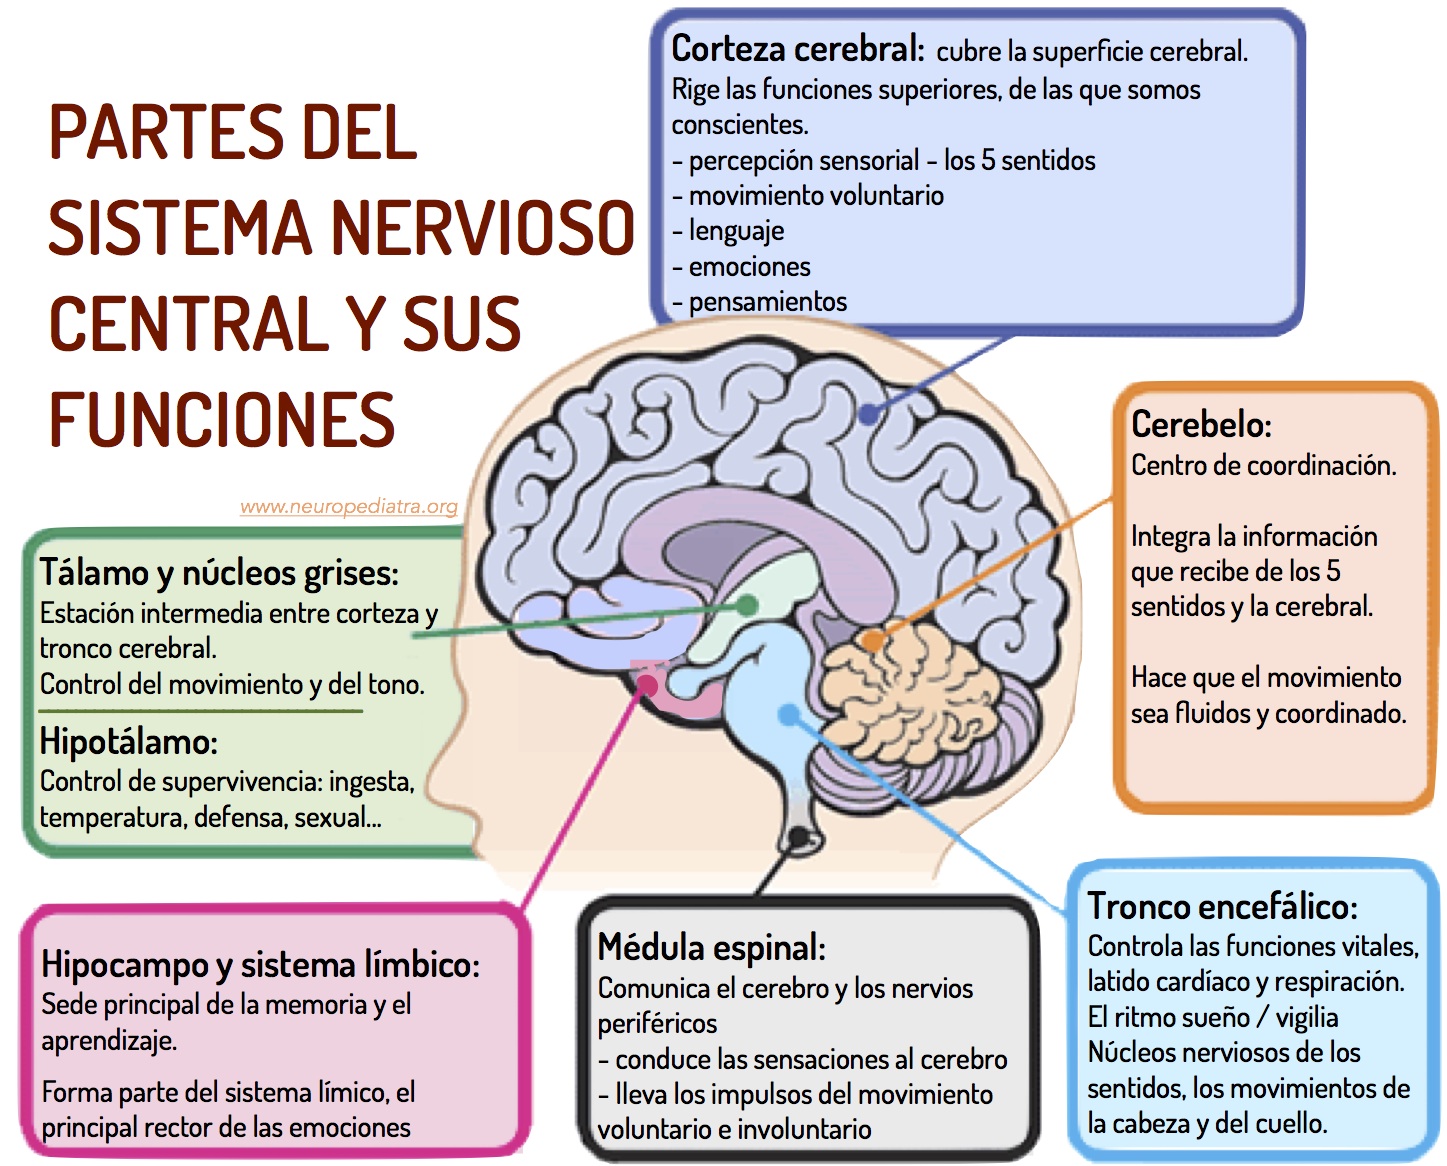 PARTES DEL
SISTEMA NERVIOSO
CENTRAL Y SUS
FUNCIONES
www.neuropediatra.org
Corteza cerebral: cubre la superficie cerebral.
Rige las funciones superiores, de las que somos
conscientes.
- percepción sensorial - los 5 sentidos
- movimiento voluntario
- lenguaje
- emociones
- pensamientos
Cerebelo:
Centro de coordinación.
Integra la información
que recibe de los 5
sentidos y la cerebral.
Hace que el movimiento
sea fluidos y coordinado.
Tálamo y núcleos grises:
Estación intermedia entre corteza y
tronco cerebral.
Control del movimiento y del tono.
Hipotálamo:
Control de supervivencia: ingesta,
temperatura, defensa, sexual...
Hipocampo y sistema límbico:
Sede principal de la memoria y el
aprendizaje.
Forma parte del sistema límico, el
principal rector de las emociones
Médula espinal:
Comunica el cerebro y los nervios
periféricos
- conduce las sensaciones al cerebro
- lleva los impulsos del movimiento
voluntario e involuntario
Tronco encefálico:
Controla las funciones vitales,
latido cardíaco y respiración.
El ritmo sueño / vigilia
Núcleos nerviosos de los
sentidos, los movimientos de
la cabeza y del cuello.